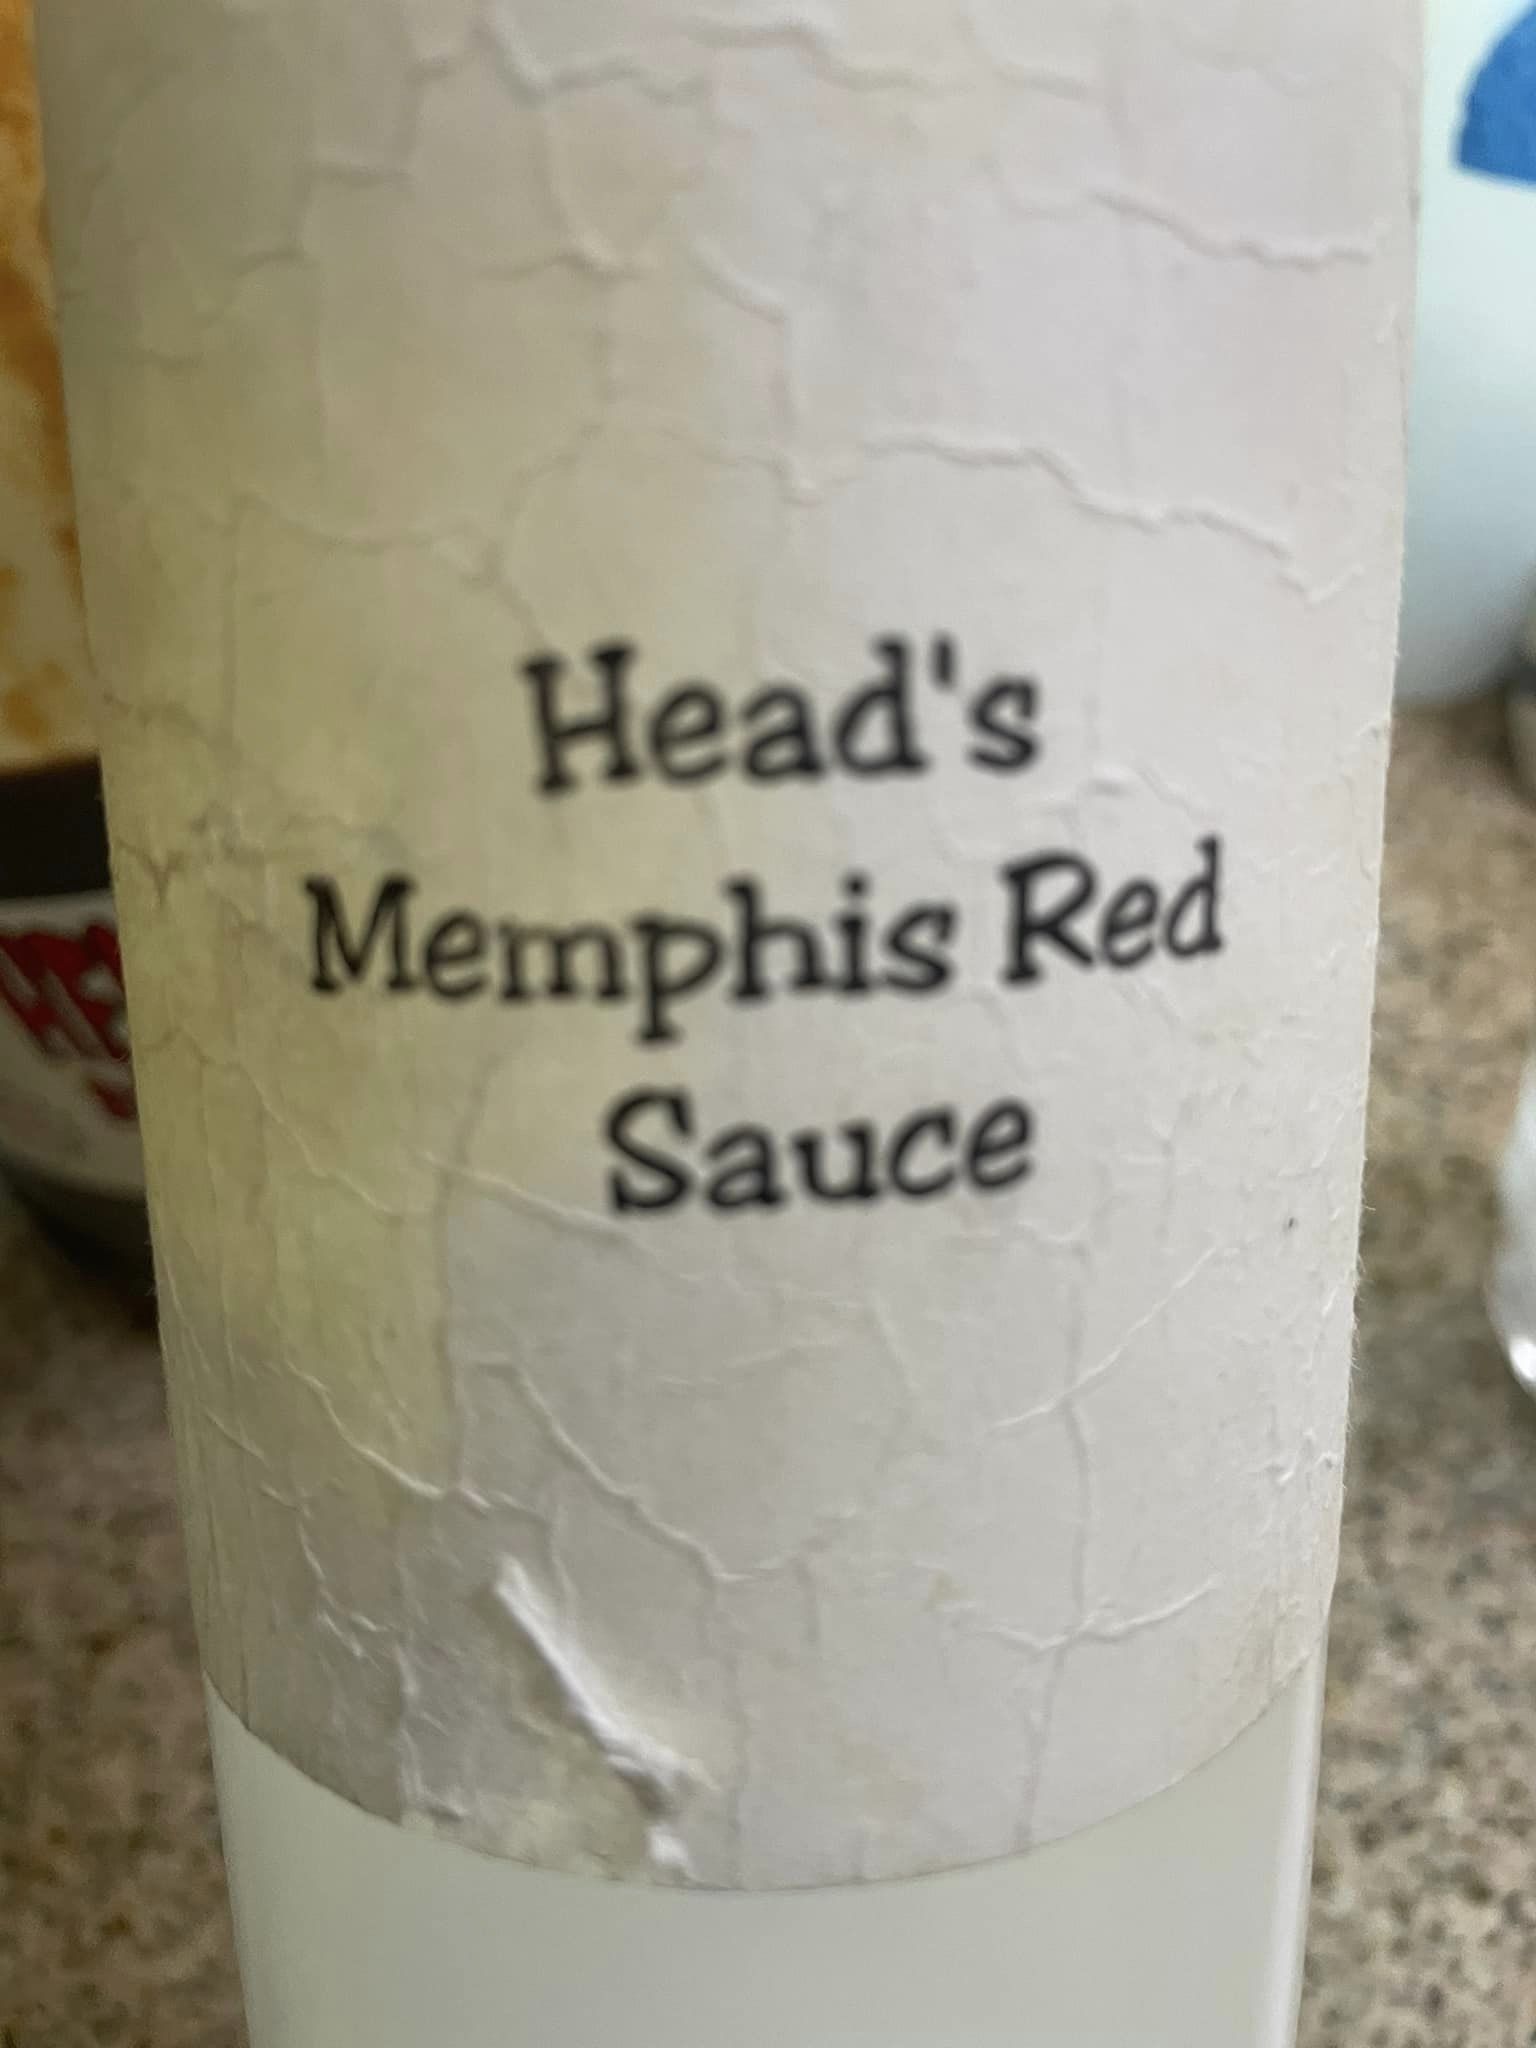 Head's
Memphis Red
Sauce